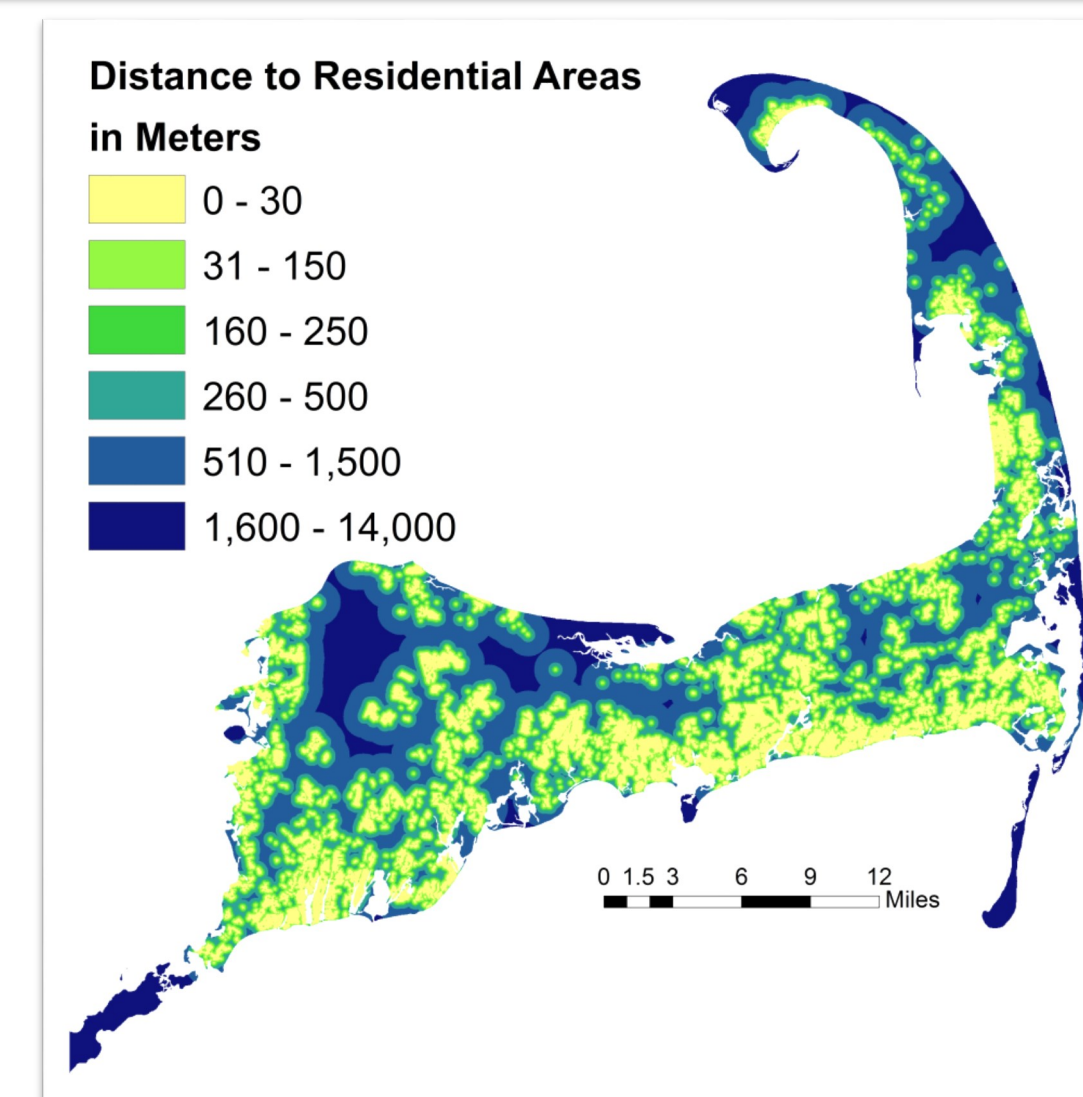 Distance to Residential Areas
in Meters
0 - 30
31 - 150
160 - 250
260 - 500
510 - 1,500
1,600 - 14,000
0 1.5 3 6 9 12
Miles